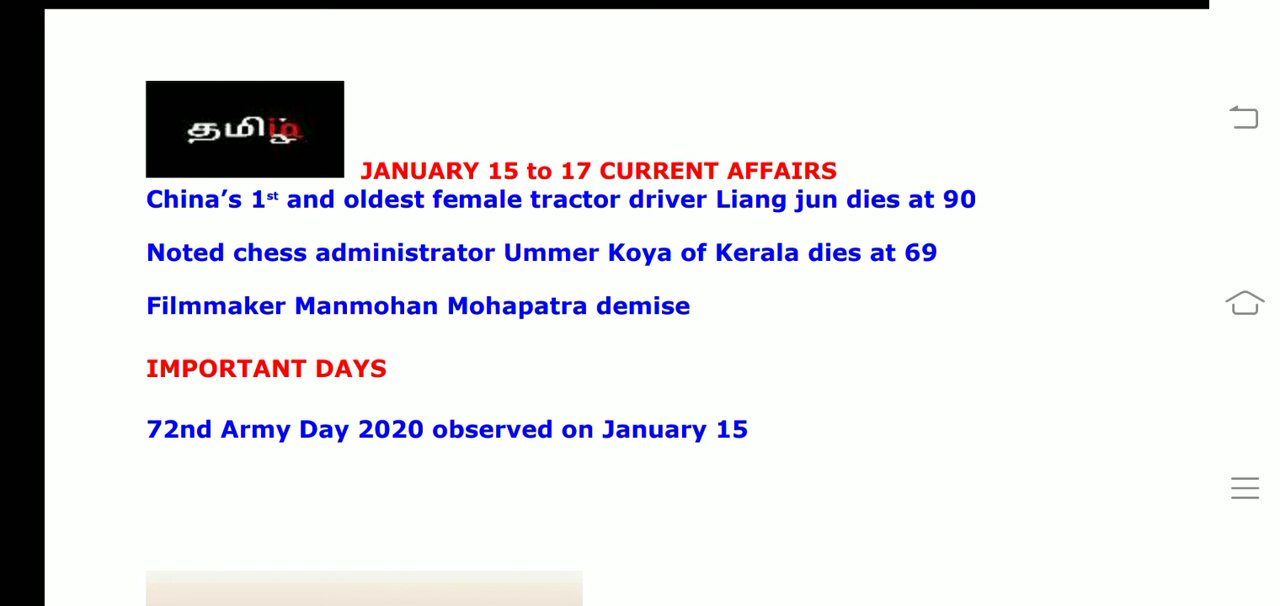 தமிழ்
JANUARY 15 to 17 CURRENT AFFAIRS
China’s 1st and oldest female tractor driver Liang jun dies at 90
Noted chess administrator Ummer Koya of Kerala dies at 69
Filmmaker Manmohan Mohapatra demise
IMPORTANT DAYS
72nd Army Day 2020 observed on January 15